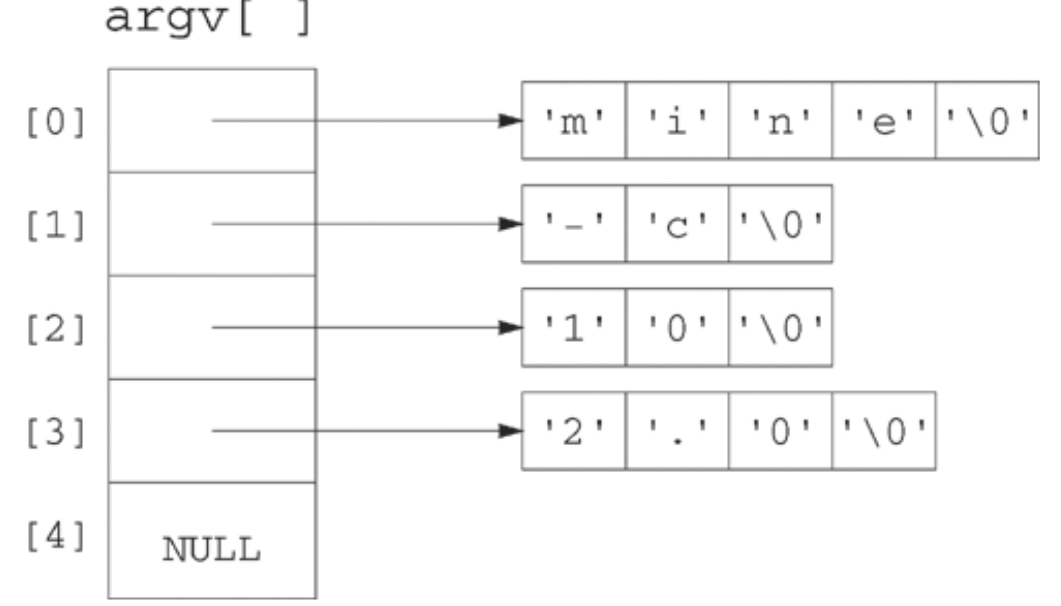 argv[ ]
[0] 'm' 'i' 'n' 'e' '\0'
[1] '-' 'c' '\0'
[2] '1' '0' '\0'
[3] '2' '.' '0' '\0'
[4] NULL